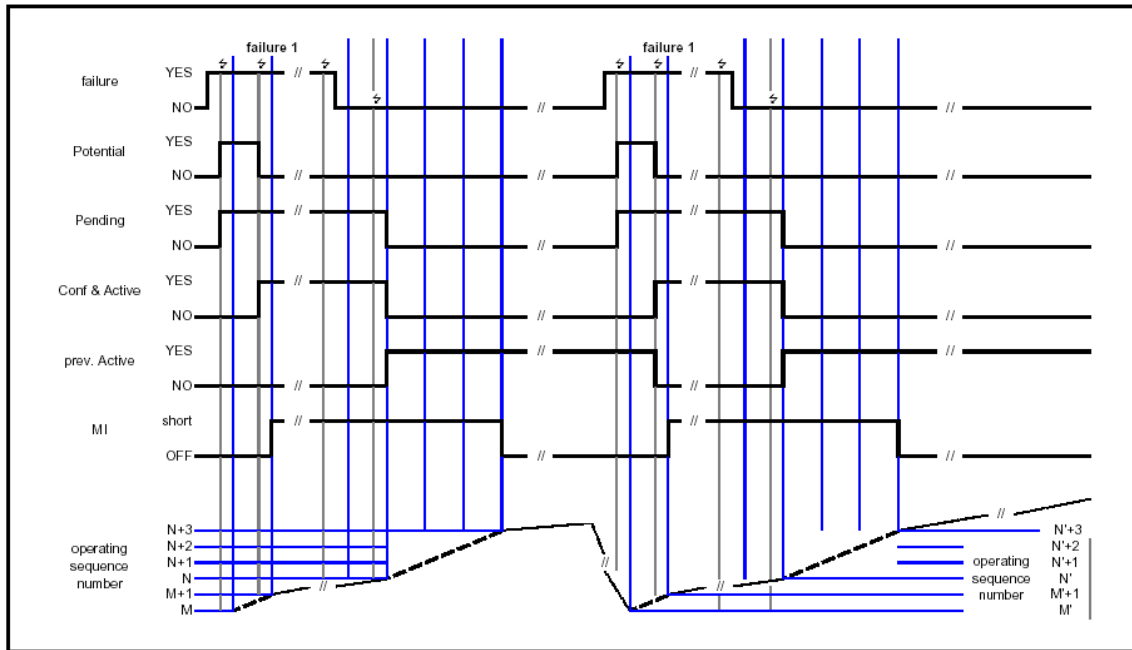 failure 1 failure 1
failure YES
NO
//
//
//
//
//
Potential YES
NO
//
//
//
//
//
Pending YES
NO
//
//
//
//
//
Conf & Active YES
NO
//
//
//
//
//
prev. Active YES
NO
//
//
//
//
//
MI short
OFF
//
//
//
//
//
operating
sequence
number
N+3
N+2
N+1
N
M+1
M
//
//
//
//
operating
sequence
number
N'+3
N'+2
N'+1
N'
M'+1
M'